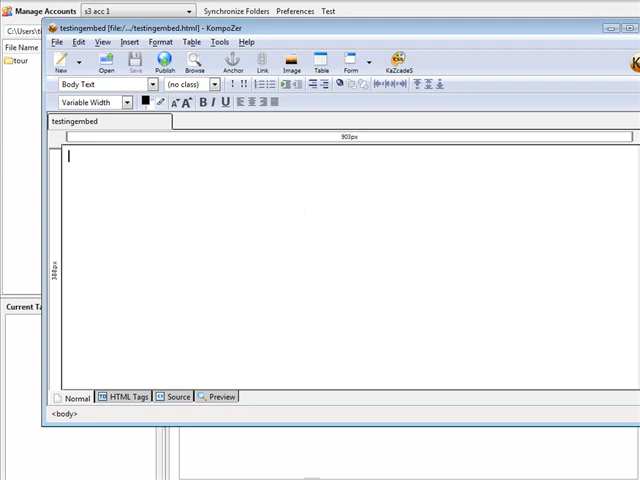 Manage Accounts s3 acc 1 Synchronize Folders Preferences Test
testingembed [file:/.../testingembed.html] - KompoZer
C:\Users\ti
File Edit View Insert Format Table Tools Help
File Name
tour
New Open Save Publish Browse Anchor Link Image Table Form KaZcadeS
Body Text (no class) ! !!
Variable Width A A B I U
testingembed
903px
388px
Current Ta
Normal HTML Tags Source Preview
<body>